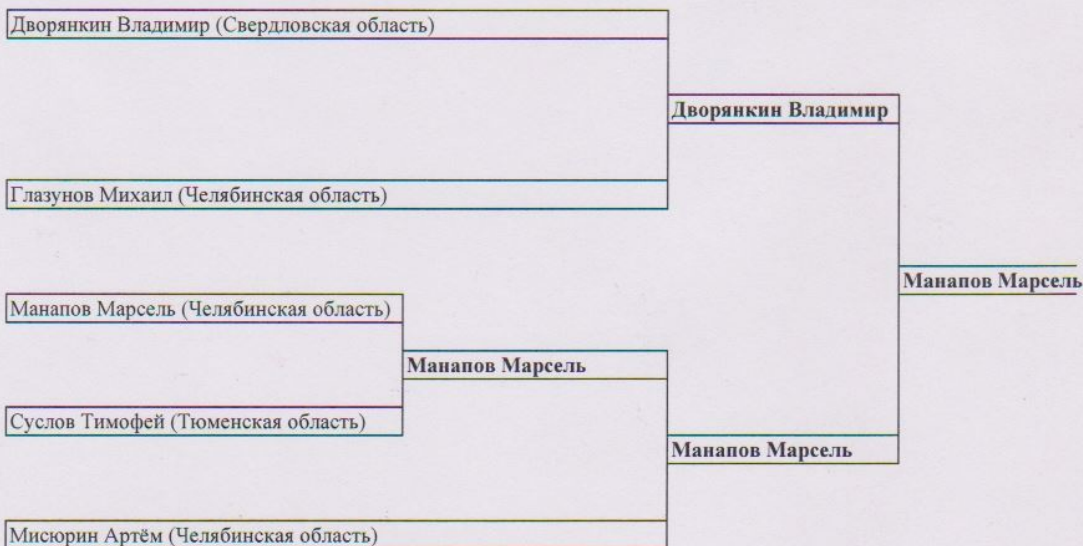 Дворянкин Владимир (Свердловская область)
Дворянкин Владимир
Глазунов Михаил (Челябинская область)
Манапов Марсель
Манапов Марсель (Челябинская область)
Манапов Марсель
Суслов Тимофей (Тюменская область)
Манапов Марсель
Мисюрин Артём (Челябинская область)